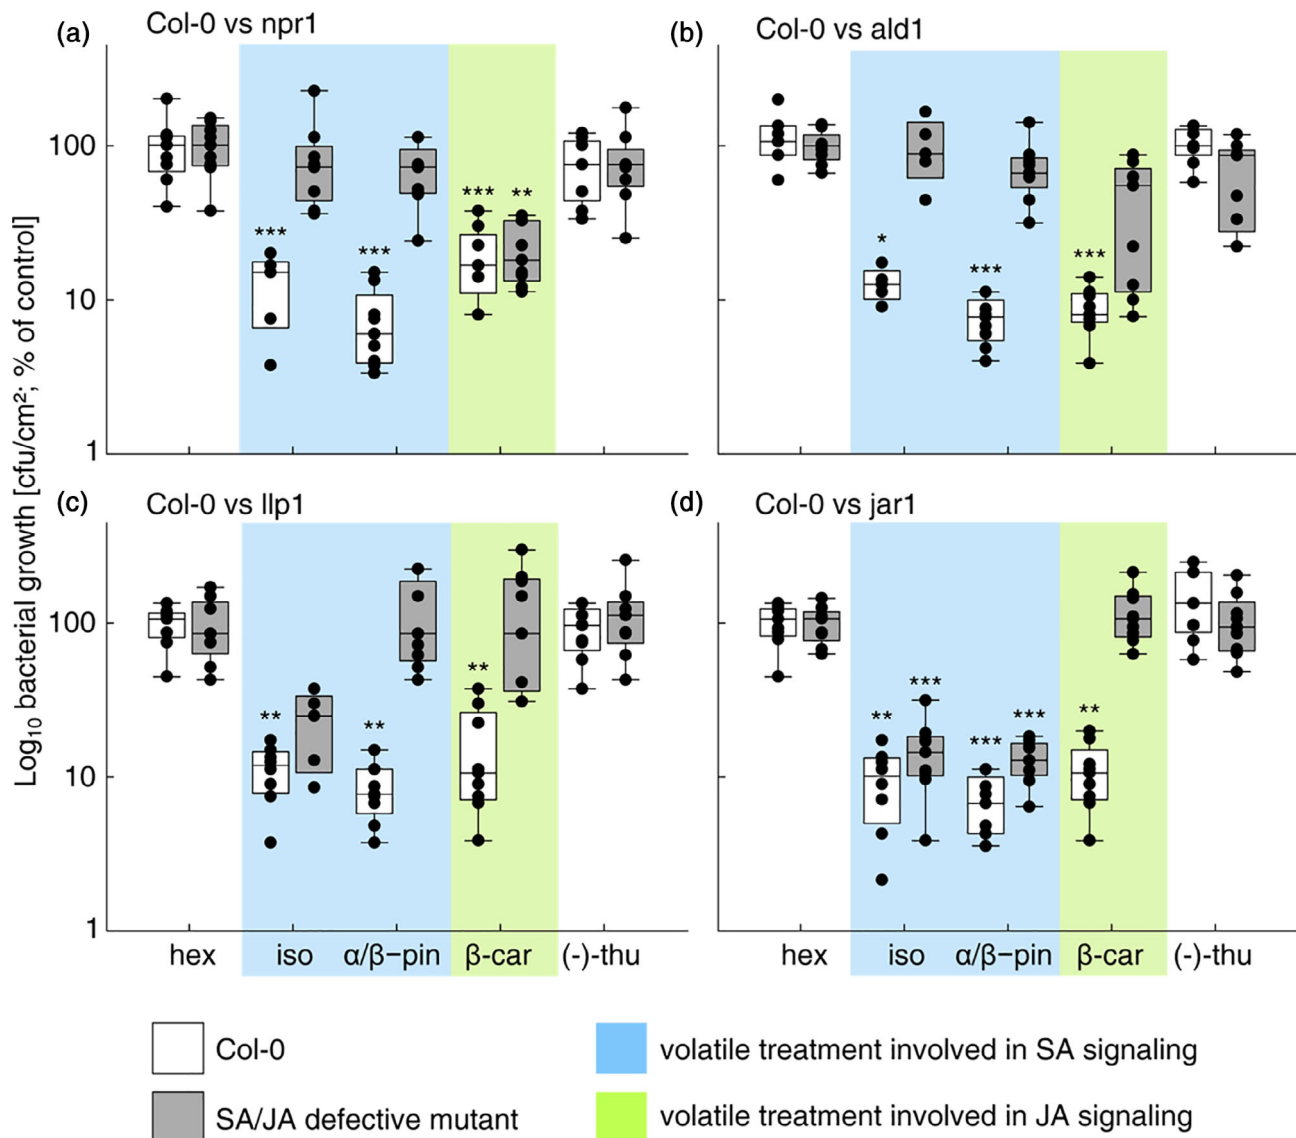 (a) Col-0 vs npr1
(b) Col-0 vs ald1
Log₁₀ bacterial growth [cfu/cm²; % of control]
100
10
1
***
***
***
**
*
***
***
(c) Col-0 vs llp1
(d) Col-0 vs jar1
100
10
1
**
**
**
**
***
***
***
**
hex iso α/β−pin β-car (-)-thu
hex iso α/β−pin β-car (-)-thu
Col-0
volatile treatment involved in SA signaling
SA/JA defective mutant
volatile treatment involved in JA signaling